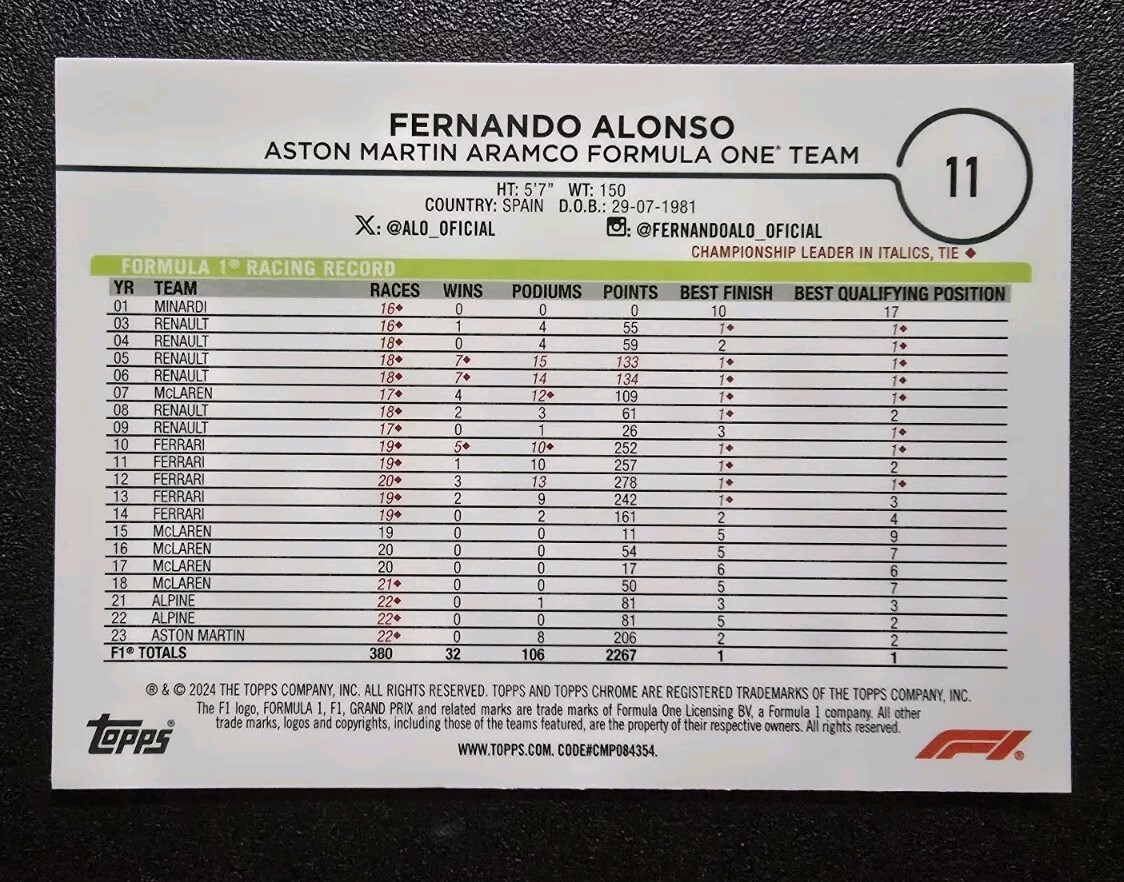 FERNANDO ALONSO
ASTON MARTIN ARAMCO FORMULA ONE® TEAM
11
HT: 5'7" WT: 150
COUNTRY: SPAIN D.O.B.: 29-07-1981
X: @ALO_OFICIAL : @FERNANDOALO_OFICIAL
CHAMPIONSHIP LEADER IN ITALICS, TIE ◆
FORMULA 1® RACING RECORD
YR TEAM RACES WINS PODIUMS POINTS BEST FINISH BEST QUALIFYING POSITION
01 MINARDI 16◆ 0 0 0 10 17
03 RENAULT 16◆ 1 4 55 1◆ 1◆
04 RENAULT 18◆ 0 4 59 2 1◆
05 RENAULT 18◆ 7◆ 15 133 1◆ 1◆
06 RENAULT 18◆ 7◆ 14 134 1◆ 1◆
07 McLAREN 17◆ 4 12◆ 109 1◆ 1◆
08 RENAULT 18◆ 2 3 61 1◆ 2
09 RENAULT 17◆ 0 1 26 3 1◆
10 FERRARI 19◆ 5◆ 10◆ 252 1◆ 1◆
11 FERRARI 19◆ 1 10 257 1◆ 2
12 FERRARI 20◆ 3 13 278 1◆ 1◆
13 FERRARI 19◆ 2 9 242 1◆ 3
14 FERRARI 19◆ 0 2 161 2 4
15 McLAREN 19 0 0 11 5 9
16 McLAREN 20 0 0 54 5 7
17 McLAREN 20 0 0 17 6 6
18 McLAREN 21◆ 0 0 50 5 7
21 ALPINE 22◆ 0 1 81 3 3
22 ALPINE 22◆ 0 0 81 5 2
23 ASTON MARTIN 22◆ 0 8 206 2 2
F1® TOTALS 380 32 106 2267 1 1
® & © 2024 THE TOPPS COMPANY, INC. ALL RIGHTS RESERVED. TOPPS AND TOPPS CHROME ARE REGISTERED TRADEMARKS OF THE TOPPS COMPANY, INC.
The F1 logo, FORMULA 1, F1, GRAND PRIX and related marks are trade marks of Formula One Licensing BV, a Formula 1 company. All other
trade marks, logos and copyrights, including those of the teams featured, are the property of their respective owners. All rights reserved.
WWW.TOPPS.COM. CODE#CMP084354.
Topps®
F1®